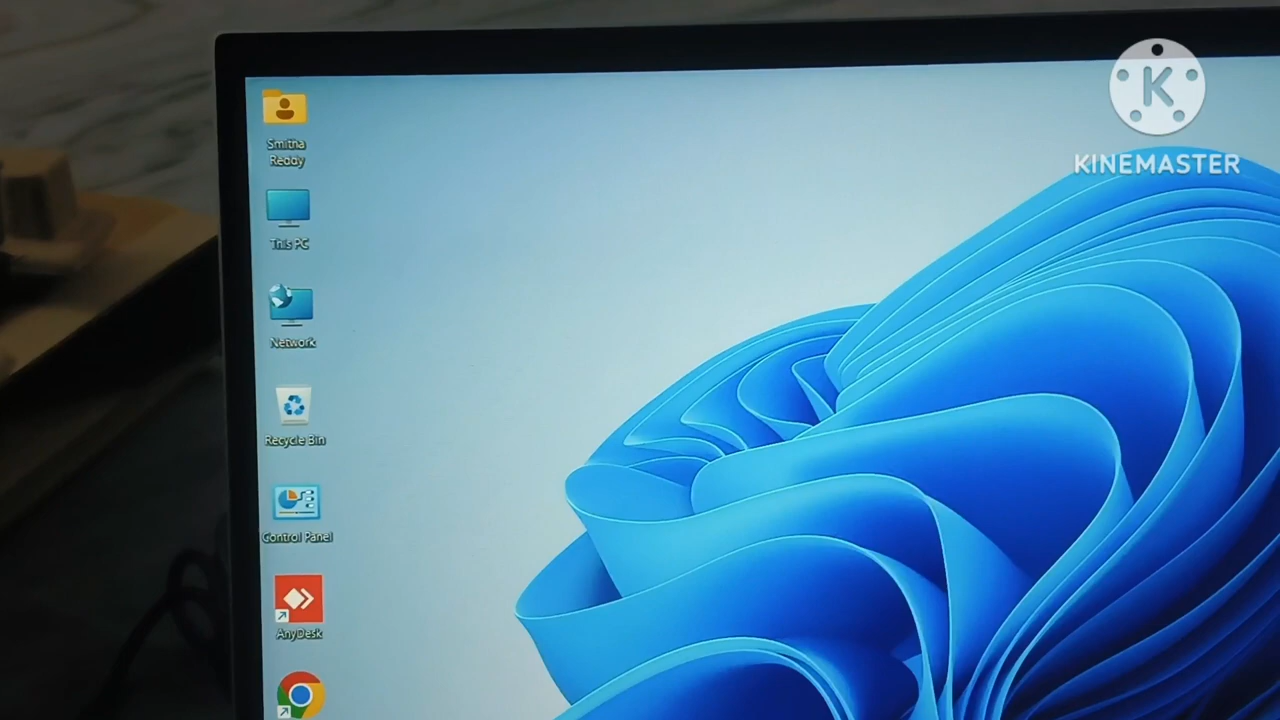 Smitha
Reddy
This PC
Network
Recycle Bin
Control Panel
AnyDesk
K
KINEMASTER